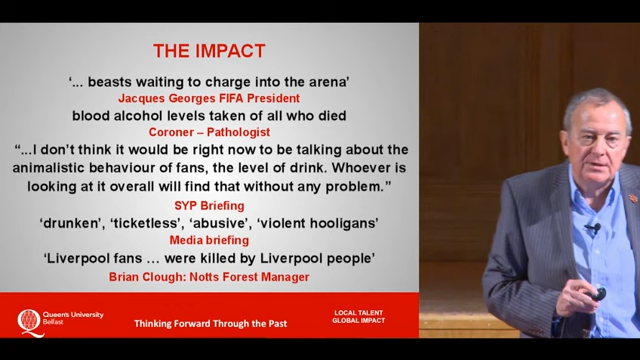 THE IMPACT
‘... beasts waiting to charge into the arena’
Jacques Georges FIFA President
blood alcohol levels taken of all who died
Coroner – Pathologist
“...I don’t think it would be right now to be talking about the
animalistic behaviour of fans, the level of drink. Whoever is
looking at it overall will find that without any problem.”
SYP Briefing
‘drunken’, ‘ticketless’, ‘abusive’, ‘violent hooligans’
Media briefing
‘Liverpool fans ... were killed by Liverpool people’
Brian Clough: Notts Forest Manager
Queen's University
Belfast
Thinking Forward Through the Past
LOCAL TALENT
GLOBAL IMPACT